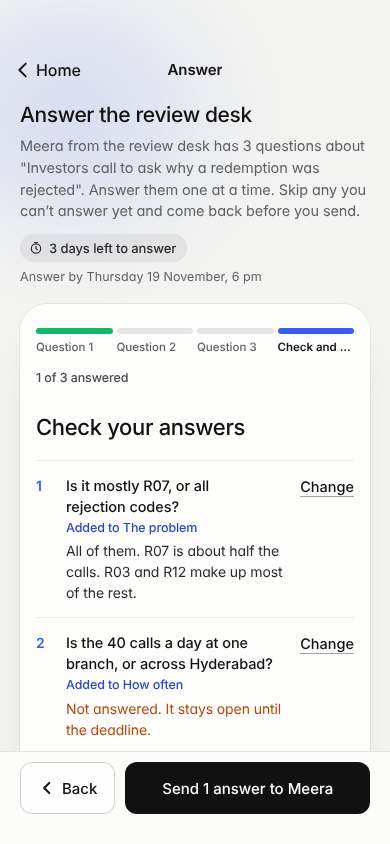 Home
Answer
Answer the review desk
Meera from the review desk has 3 questions about
"Investors call to ask why a redemption was
rejected". Answer them one at a time. Skip any you
can't answer yet and come back before you send.
3 days left to answer
Answer by Thursday 19 November, 6 pm
Question 1
Question 2
Question 3
Check and ...
1 of 3 answered
Check your answers
1
Is it mostly R07, or all
rejection codes?
Change
Added to The problem
All of them. R07 is about half the
calls. R03 and R12 make up most
of the rest.
2
Is the 40 calls a day at one
branch, or across Hyderabad?
Change
Added to How often
Not answered. It stays open until
the deadline.
Back
Send 1 answer to Meera